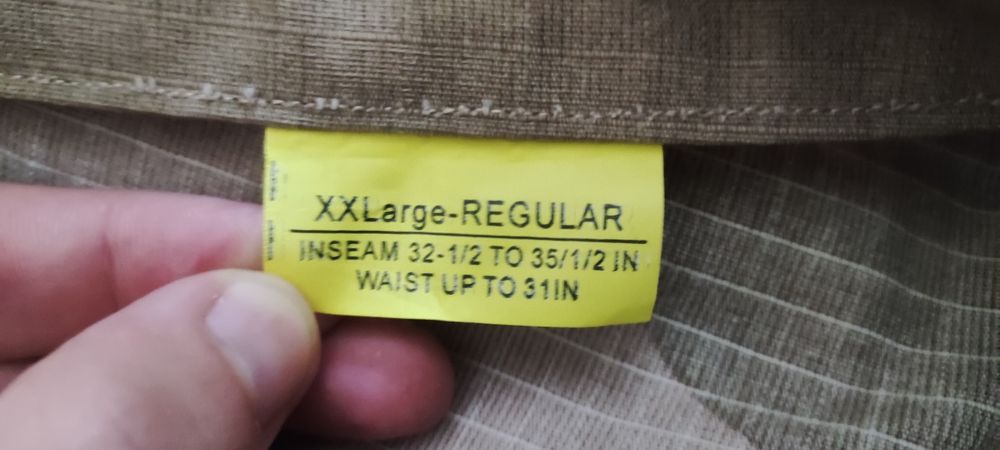 XXLarge-REGULAR
INSEAM 32-1/2 TO 35/1/2 IN
WAIST UP TO 31IN